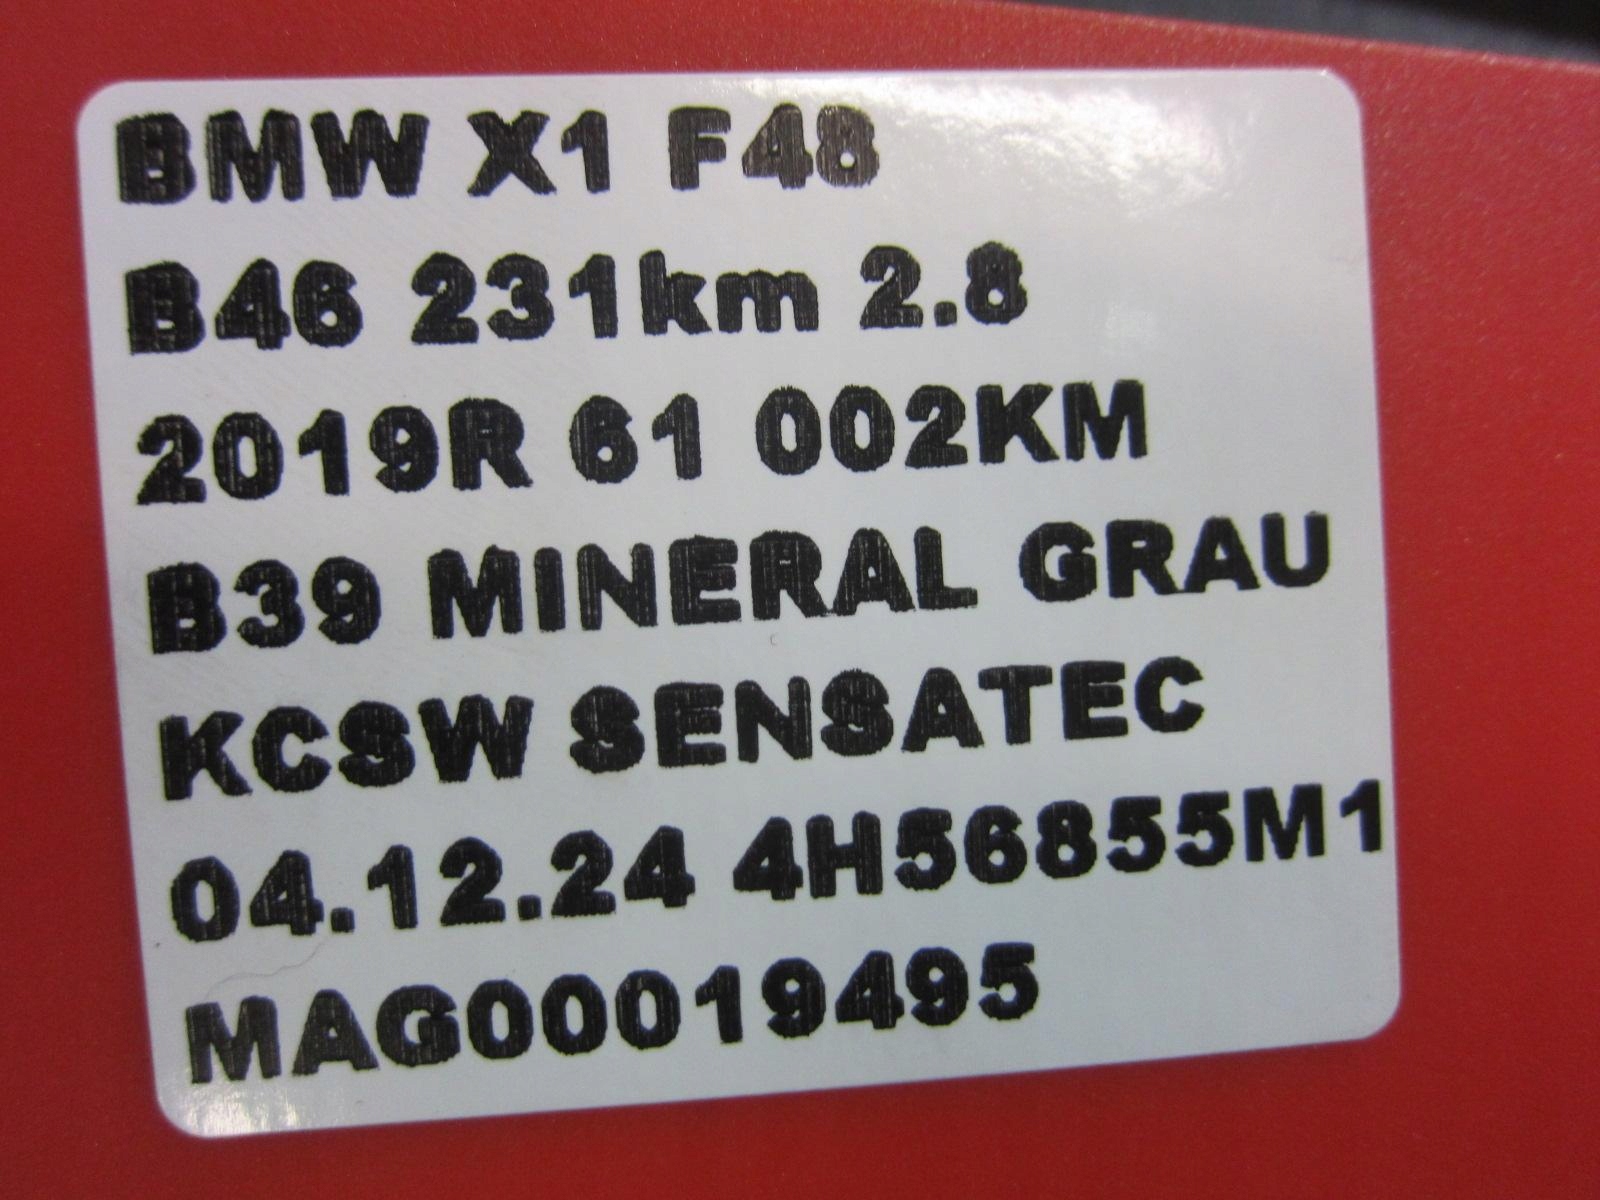 BMW X1 F48
B46 231km 2.8
2019R 61 002KM
B39 MINERAL GRAU
KCSW SENSATEC
04.12.24 4H56855M1
MAG00019495